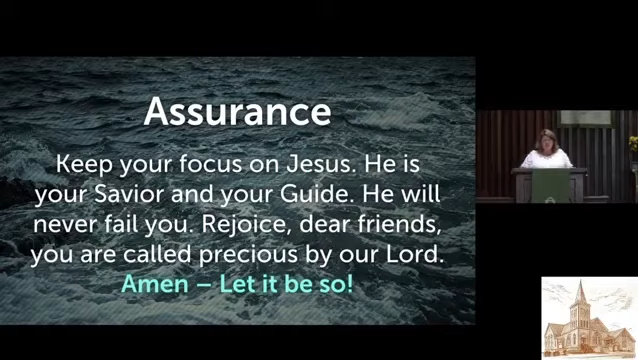 Assurance
Keep your focus on Jesus. He is
your Savior and your Guide. He will
never fail you. Rejoice, dear friends,
you are called precious by our Lord.
Amen – Let it be so!